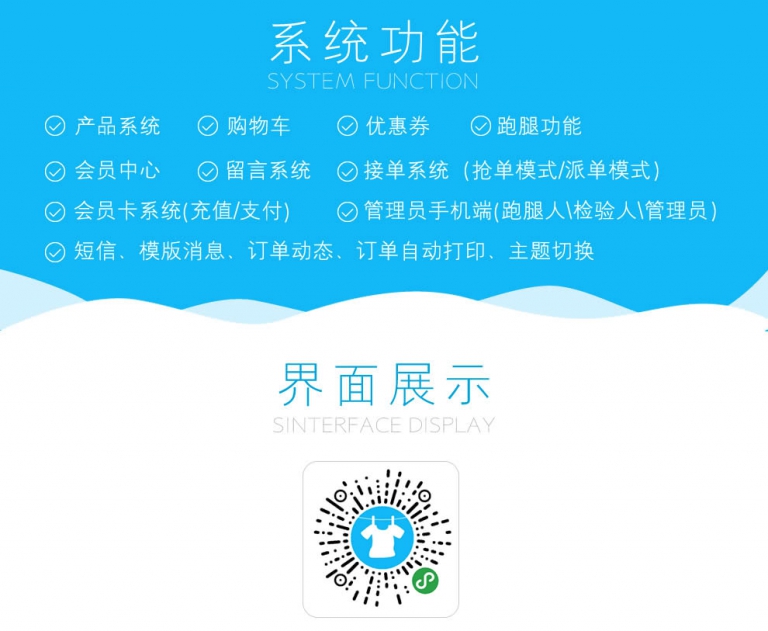 系统功能
SYSTEM FUNCTION
产品系统 购物车 优惠券 跑腿功能
会员中心 留言系统 接单系统（抢单模式/派单模式）
会员卡系统(充值/支付) 管理员手机端(跑腿人\检验人\管理员）
短信、模版消息、订单动态、订单自动打印、主题切换
界面展示
SINTERFACE DISPLAY